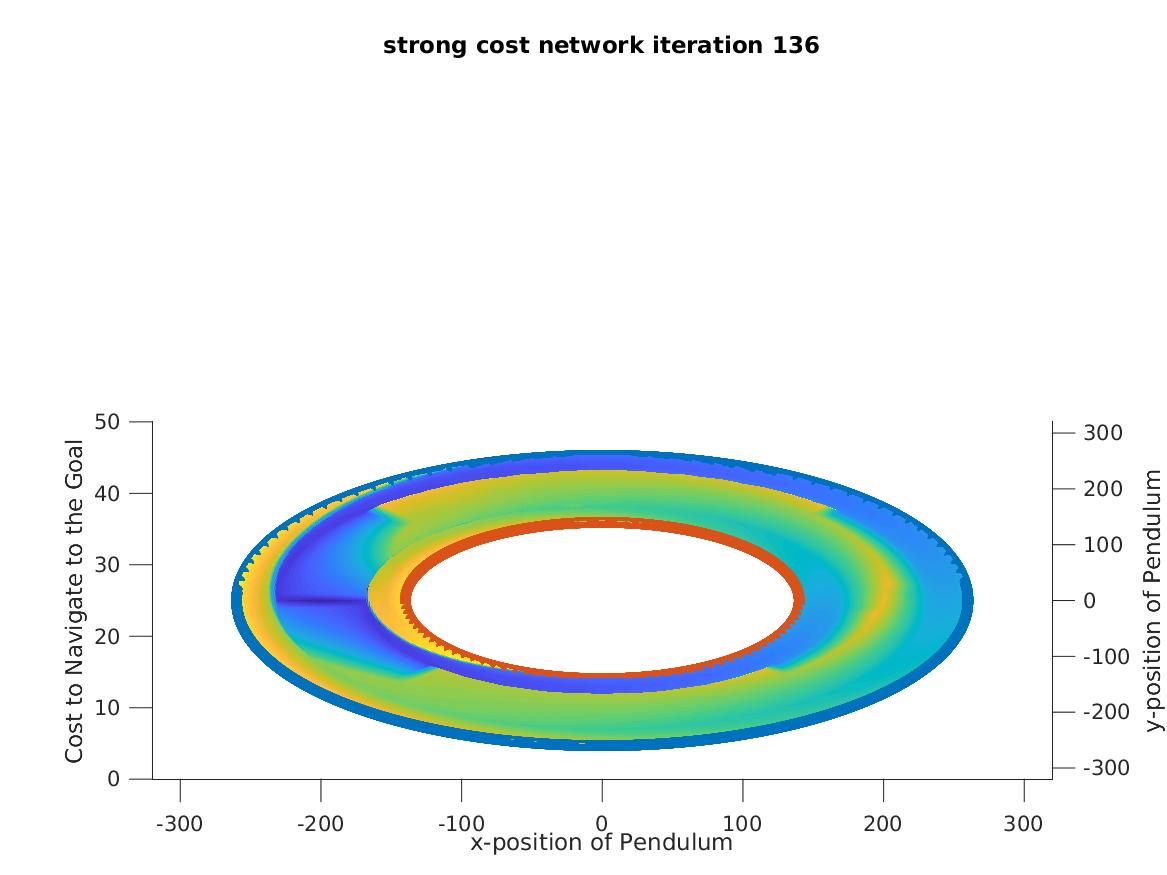 strong cost network iteration 136
Cost to Navigate to the Goal
50
40
30
20
10
0
300
200
100
0
-100
-200
-300
y-position of Pendulum
-300 -200 -100 0 100 200 300
x-position of Pendulum